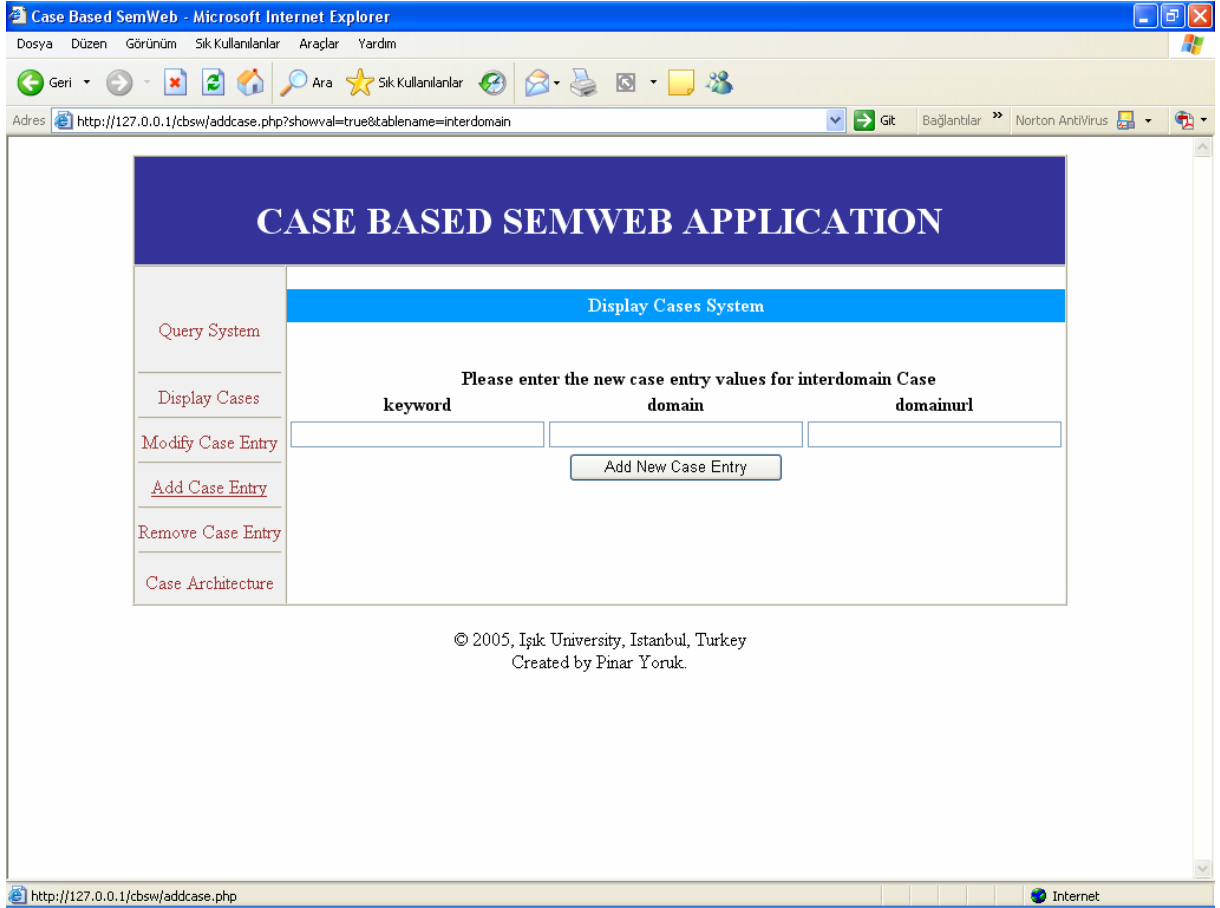 Case Based SemWeb - Microsoft Internet Explorer
Dosya Düzen Görünüm Sık Kullanılanlar Araçlar Yardım
Geri Ara Sık Kullanılanlar
Adres http://127.0.0.1/cbsw/addcase.php?showval=true&tablename=interdomain Git Bağlantılar » Norton AntiVirus
CASE BASED SEMWEB APPLICATION
Display Cases System
Query System
Display Cases
Modify Case Entry
Add Case Entry
Remove Case Entry
Case Architecture
Please enter the new case entry values for interdomain Case
keyword domain domainurl
Add New Case Entry
© 2005, Işık University, Istanbul, Turkey
Created by Pinar Yoruk.
http://127.0.0.1/cbsw/addcase.php Internet